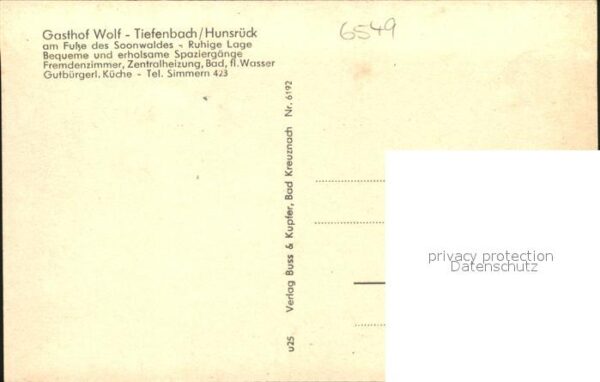 Gasthof Wolf - Tiefenbach/Hunsrück
am Fuße des Soonwaldes - Ruhige Lage
Bequeme und erholsame Spaziergänge
Fremdenzimmer, Zentralheizung, Bad, fl. Wasser
Gutbürgerl. Küche - Tel. Simmern 423
6549
u25 Verlag Buss & Kupfer, Bad Kreuznach Nr. 6192
privacy protection
Datenschutz